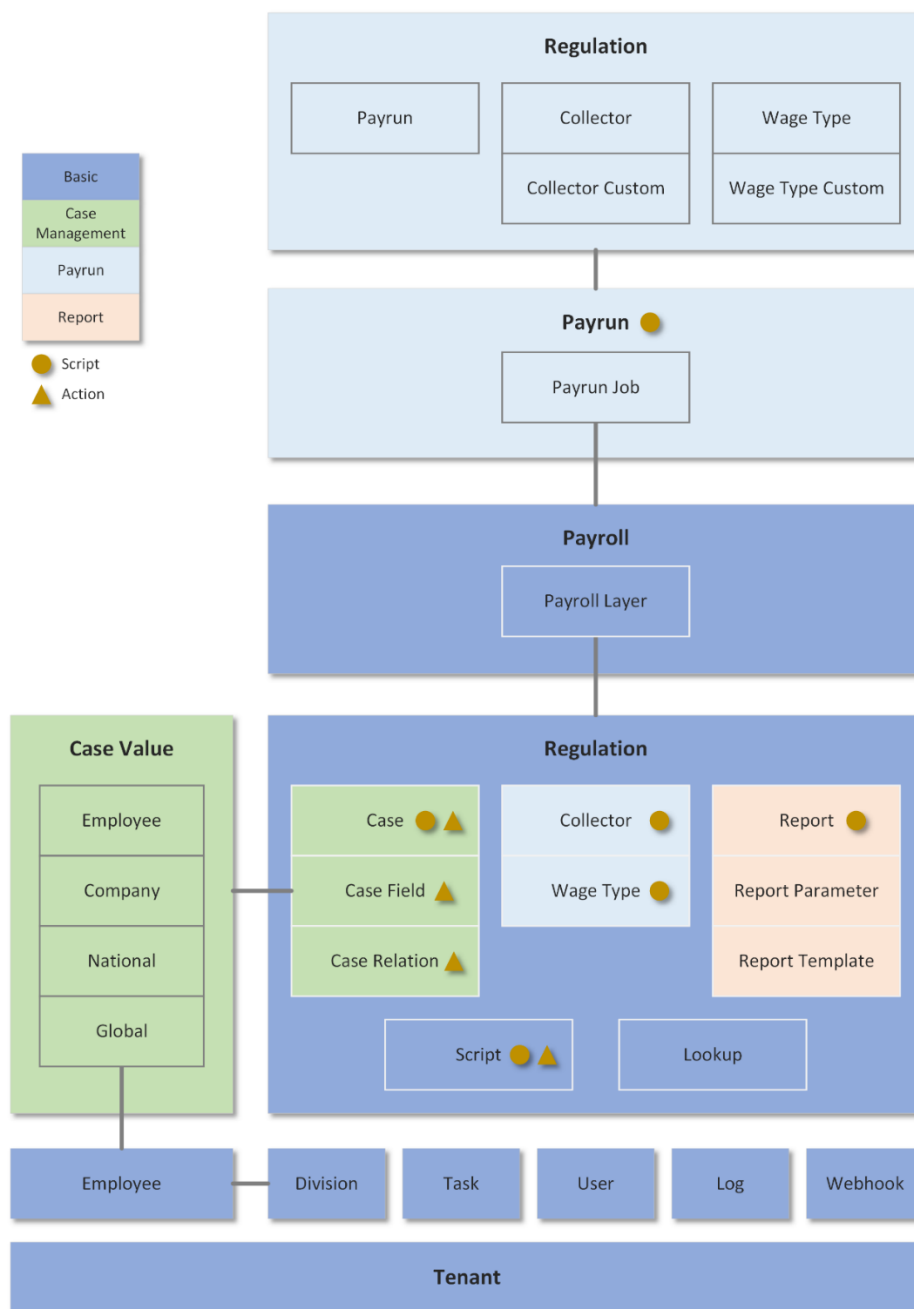 Regulation
Payrun
Collector
Wage Type
Collector Custom
Wage Type Custom
Basic
Case
Management
Payrun
Report
Script
Action
Payrun
Payrun Job
Payroll
Payroll Layer
Case Value
Employee
Company
National
Global
Regulation
Case
Collector
Report
Case Field
Wage Type
Report Parameter
Case Relation
Report Template
Script
Lookup
Employee
Division
Task
User
Log
Webhook
Tenant